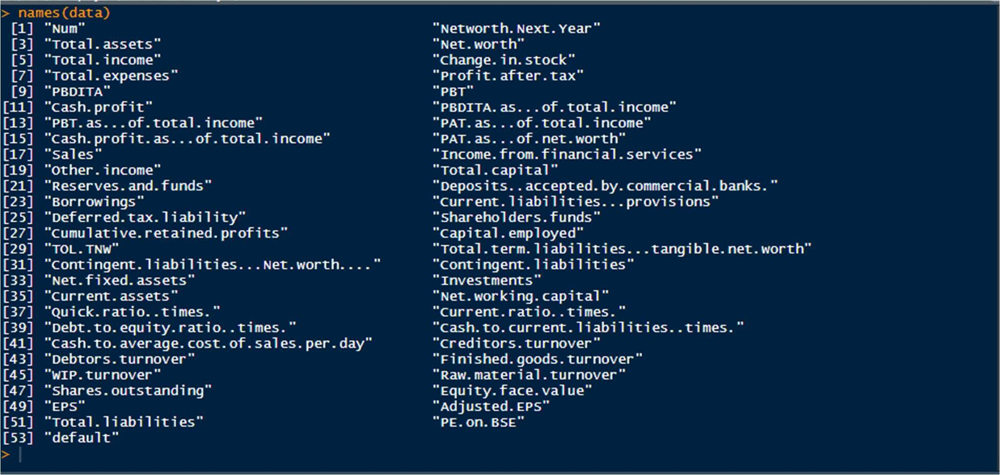 > names(data)
[1] "Num" "Networth.Next.Year"
[3] "Total.assets" "Net.worth"
[5] "Total.income" "Change.in.stock"
[7] "Total.expenses" "Profit.after.tax"
[9] "PBDITA" "PBT"
[11] "Cash.profit" "PBDITA.as...of.total.income"
[13] "PBT.as...of.total.income" "PAT.as...of.total.income"
[15] "Cash.profit.as...of.total.income" "PAT.as...of.net.worth"
[17] "Sales" "Income.from.financial.services"
[19] "Other.income" "Total.capital"
[21] "Reserves.and.funds" "Deposits..accepted.by.commercial.banks."
[23] "Borrowings" "Current.liabilities...provisions"
[25] "Deferred.tax.liability" "Shareholders.funds"
[27] "Cumulative.retained.profits" "Capital.employed"
[29] "TOL.TNW" "Total.term.liabilities...tangible.net.worth"
[31] "Contingent.liabilities...Net.worth...." "Contingent.liabilities"
[33] "Net.fixed.assets" "Investments"
[35] "Current.assets" "Net.working.capital"
[37] "Quick.ratio..times." "Current.ratio..times."
[39] "Debt.to.equity.ratio..times." "Cash.to.current.liabilities..times."
[41] "Cash.to.average.cost.of.sales.per.day" "Creditors.turnover"
[43] "Debtors.turnover" "Finished.goods.turnover"
[45] "WIP.turnover" "Raw.material.turnover"
[47] "Shares.outstanding" "Equity.face.value"
[49] "EPS" "Adjusted.EPS"
[51] "Total.liabilities" "PE.on.BSE"
[53] "default"
>